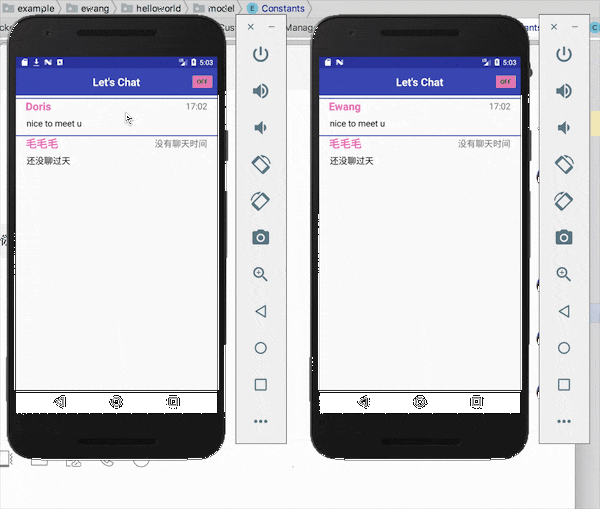 example ewang helloworld model Constants
5:03
Let's Chat
OFF
Doris 17:02
nice to meet u
毛毛毛 没有聊天时间
还没聊过天
5:03
Let's Chat
OFF
Ewang 17:02
nice to meet u
毛毛毛 没有聊天时间
还没聊过天